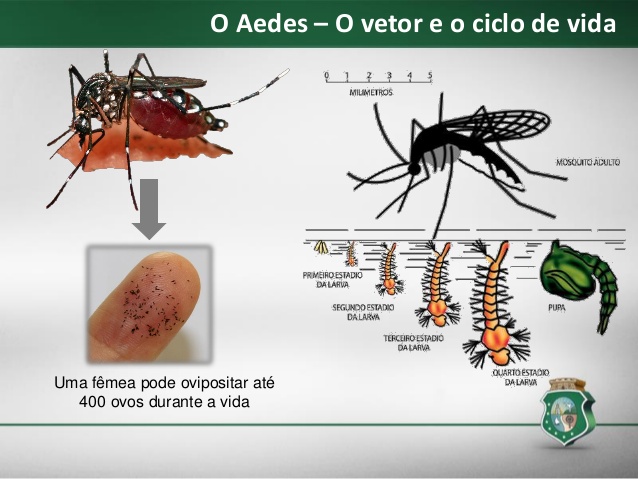 O Aedes – O vetor e o ciclo de vida
0 1 2 3 4 5
MILIMETROS
MOSQUITO ADULTO
PRIMEIRO ESTADIO
DA LARVA
SEGUNDO ESTADIO
DA LARVA
TERCEIRO ESTADIO
DA LARVA
QUARTO ESTADIO
DA LARVA
PUPA
Uma fêmea pode ovipositar até
400 ovos durante a vida